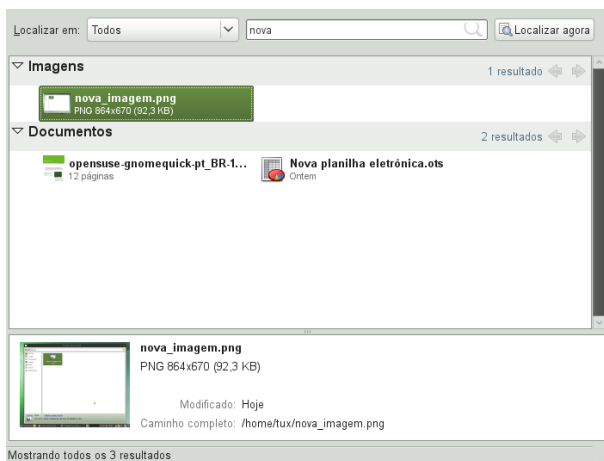 Localizar em: Todos nova Localizar agora
Imagens 1 resultado
nova_imagem.png
PNG 864x670 (92,3 KB)
Documentos 2 resultados
opensuse-gnomequick-pt_BR-1... Nova planilha eletrônica.ots
12 páginas Ontem
nova_imagem.png
PNG 864x670 (92,3 KB)
Modificado: Hoje
Caminho completo: /home/tux/nova_imagem.png
Mostrando todos os 3 resultados